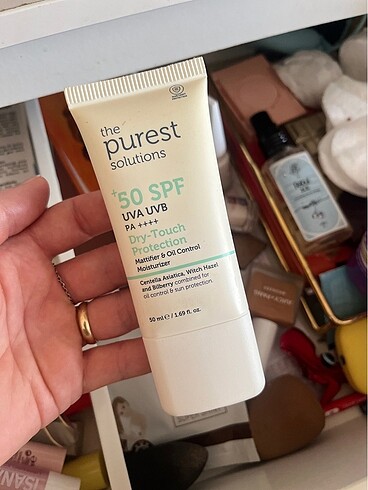 the
purest
solutions
+50 SPF
UVA UVB
PA ++++
Dry-Touch
Protection
Mattifier & Oil Control
Moisturizer
Centella Asiatica, Witch Hazel
and Bilberry combined for
oil control & sun protection.
50 ml ℮ / 1.69 fl. oz.